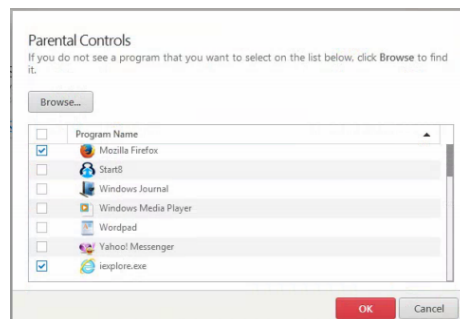 Parental Controls
If you do not see a program that you want to select on the list below, click Browse to find
it.
Browse...
Program Name
Mozilla Firefox
Start8
Windows Journal
Windows Media Player
Wordpad
Yahoo! Messenger
iexplore.exe
OK
Cancel